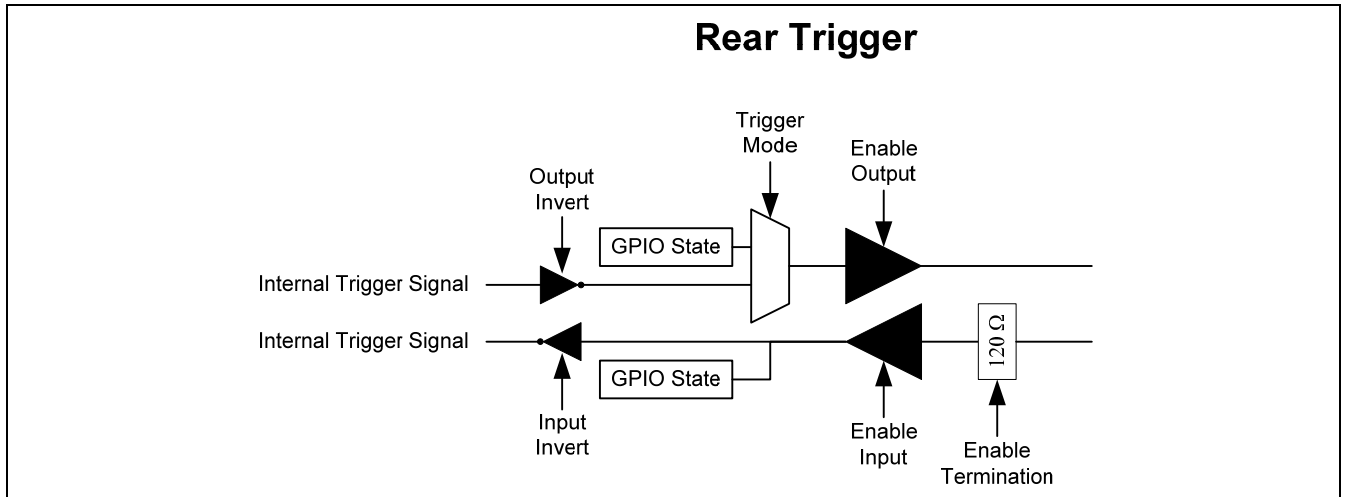 Rear Trigger
Trigger
Mode
Enable
Output
Output
Invert
GPIO State
Internal Trigger Signal
Internal Trigger Signal
120 Ω
GPIO State
Input
Invert
Enable
Input
Enable
Termination